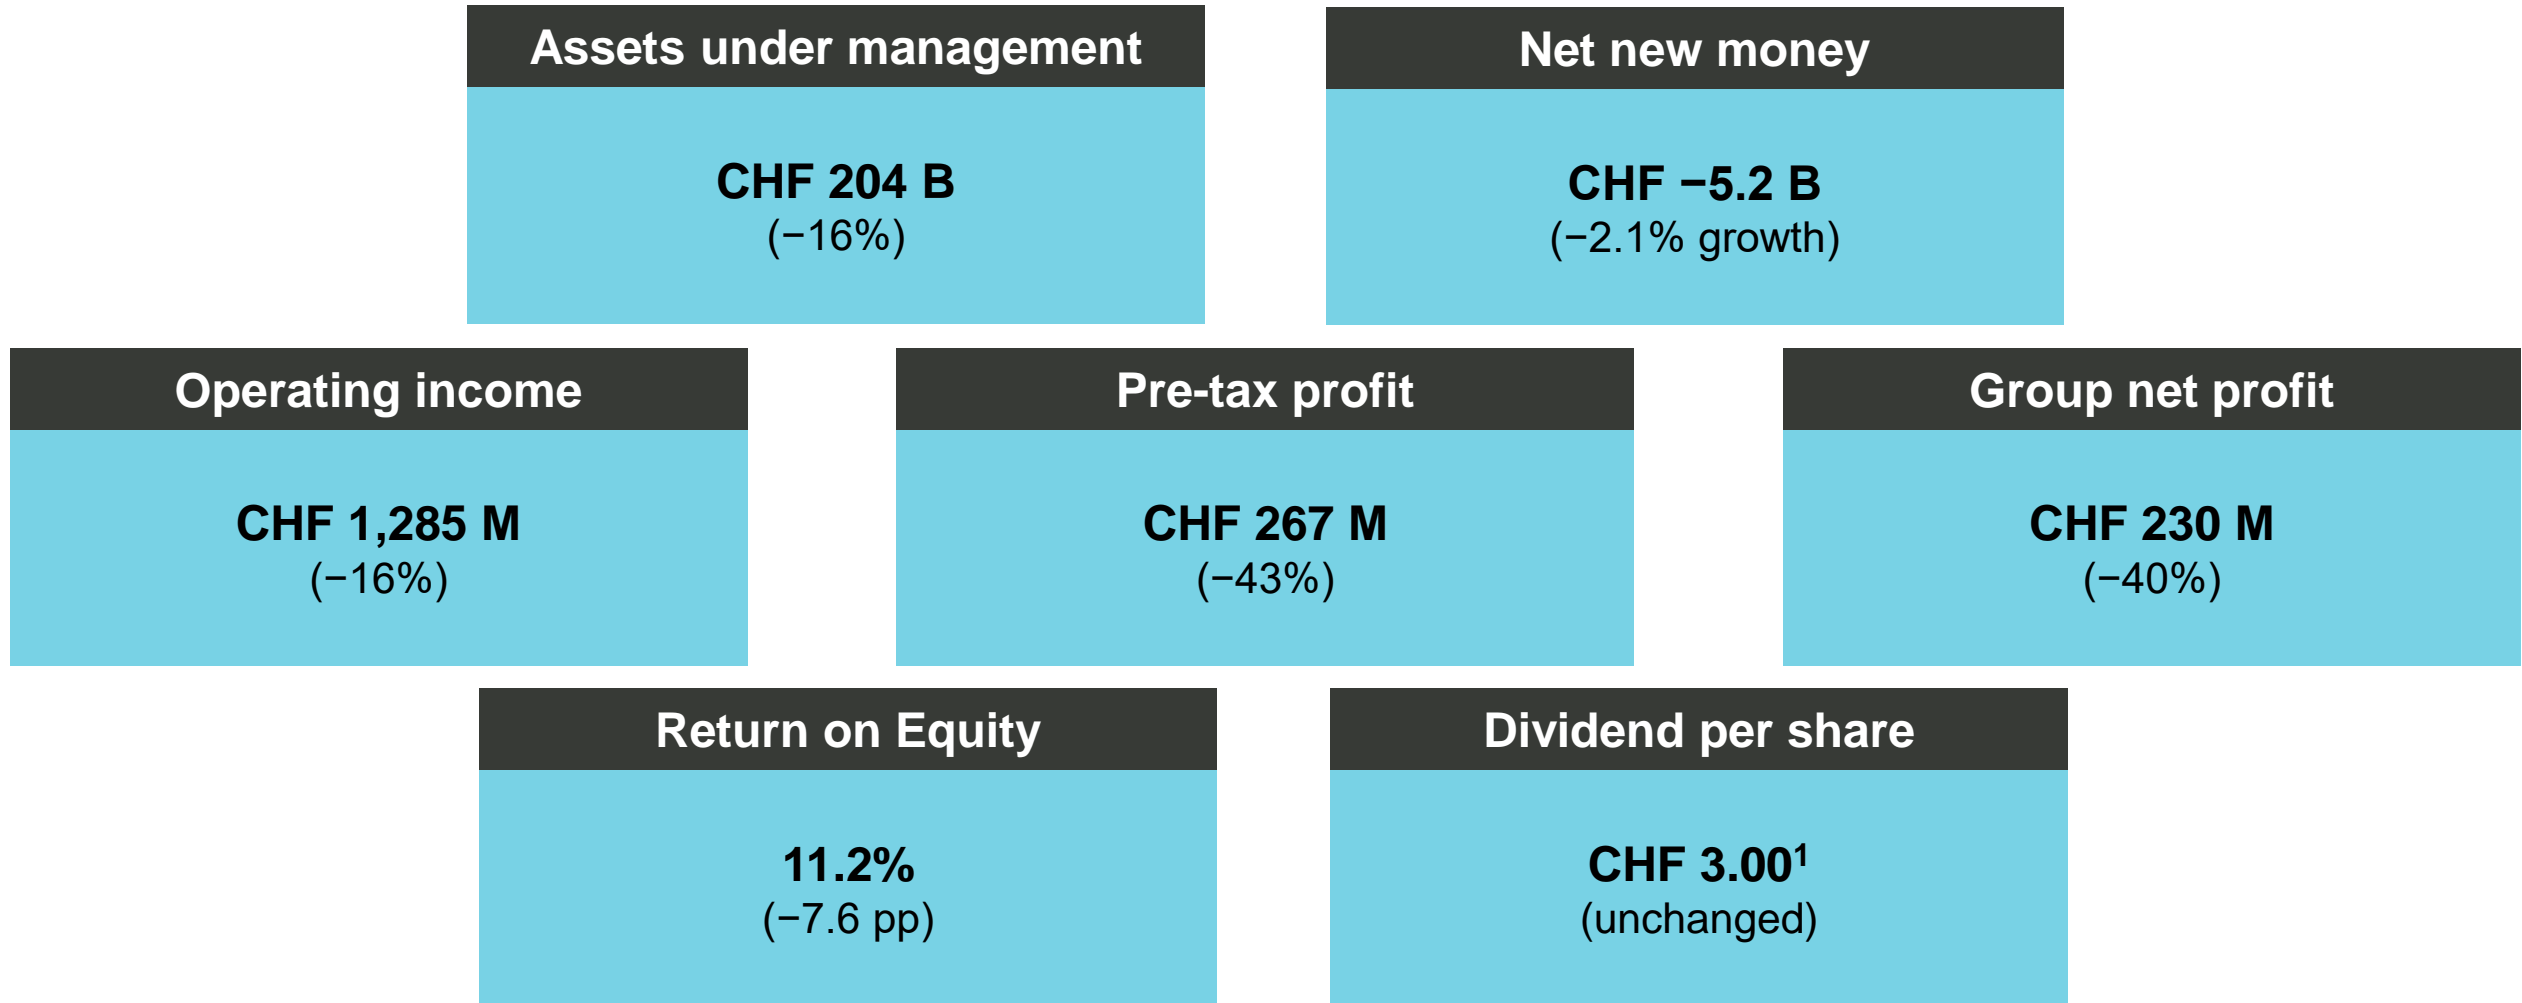 Assets under management
CHF 204 B
(−16%)
Net new money
CHF −5.2 B
(−2.1% growth)
Operating income
CHF 1,285 M
(−16%)
Pre-tax profit
CHF 267 M
(−43%)
Group net profit
CHF 230 M
(−40%)
Return on Equity
11.2%
(−7.6 pp)
Dividend per share
CHF 3.00¹
(unchanged)